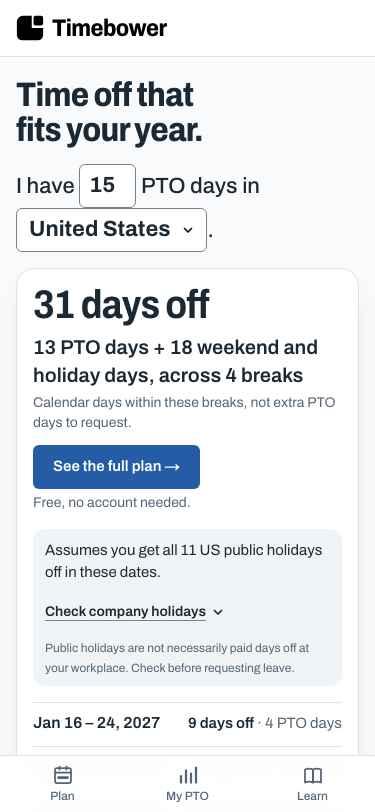 Timebower
Time off that
fits your year.
I have 15 PTO days in
United States .
31 days off
13 PTO days + 18 weekend and
holiday days, across 4 breaks
Calendar days within these breaks, not extra PTO
days to request.
See the full plan →
Free, no account needed.
Assumes you get all 11 US public holidays
off in these dates.
Check company holidays
Public holidays are not necessarily paid days off at
your workplace. Check before requesting leave.
Jan 16 – 24, 2027 9 days off · 4 PTO days
Plan My PTO Learn